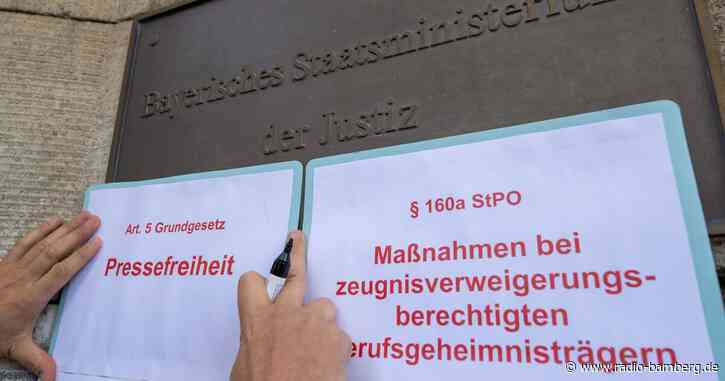 Bayerisches Staatsministerium
der Justiz
Art. 5 Grundgesetz
Pressefreiheit
§ 160a StPO
Maßnahmen bei
zeugnisverweigerungs-
berechtigten
erufsgeheimnisträgern
© www.radio-bamberg.de